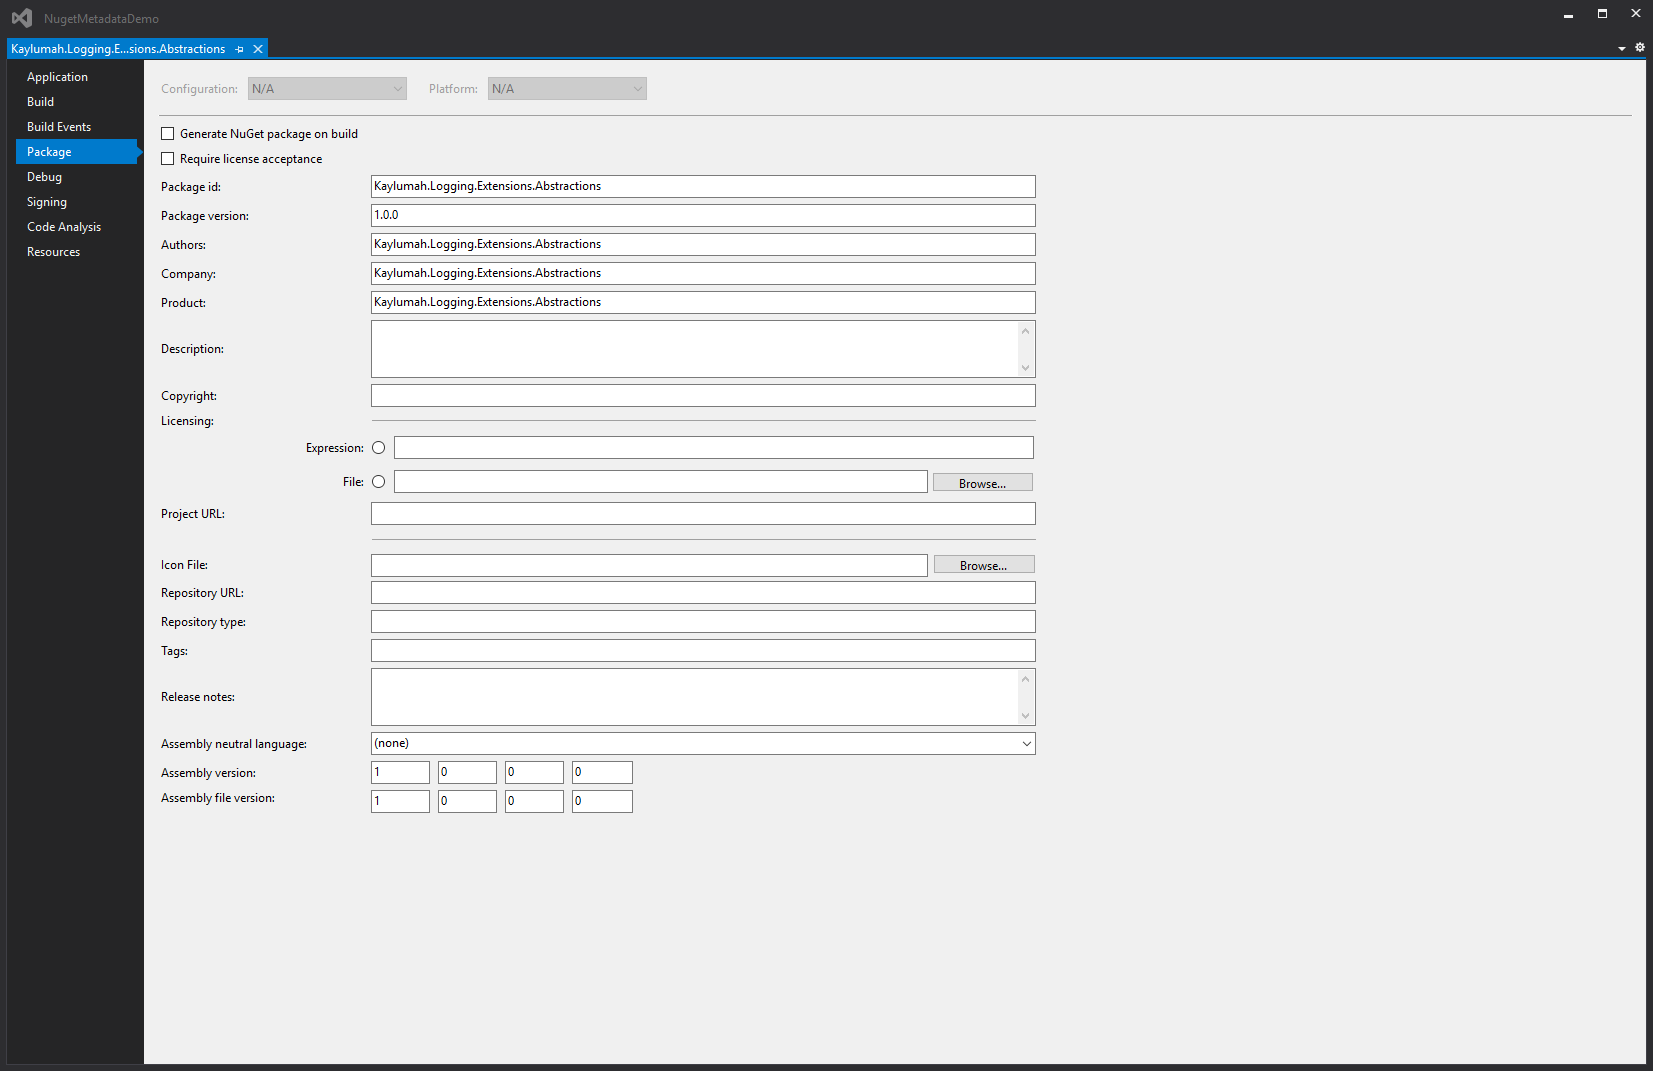 NugetMetadataDemo
Kaylumah.Logging.E...sions.Abstractions
Application
Build
Build Events
Package
Debug
Signing
Code Analysis
Resources
Configuration: N/A Platform: N/A
Generate NuGet package on build
Require license acceptance
Package id: Kaylumah.Logging.Extensions.Abstractions
Package version: 1.0.0
Authors: Kaylumah.Logging.Extensions.Abstractions
Company: Kaylumah.Logging.Extensions.Abstractions
Product: Kaylumah.Logging.Extensions.Abstractions
Description:
Copyright:
Licensing:
Expression:
File: Browse...
Project URL:
Icon File: Browse...
Repository URL:
Repository type:
Tags:
Release notes:
Assembly neutral language: (none)
Assembly version: 1 0 0 0
Assembly file version: 1 0 0 0